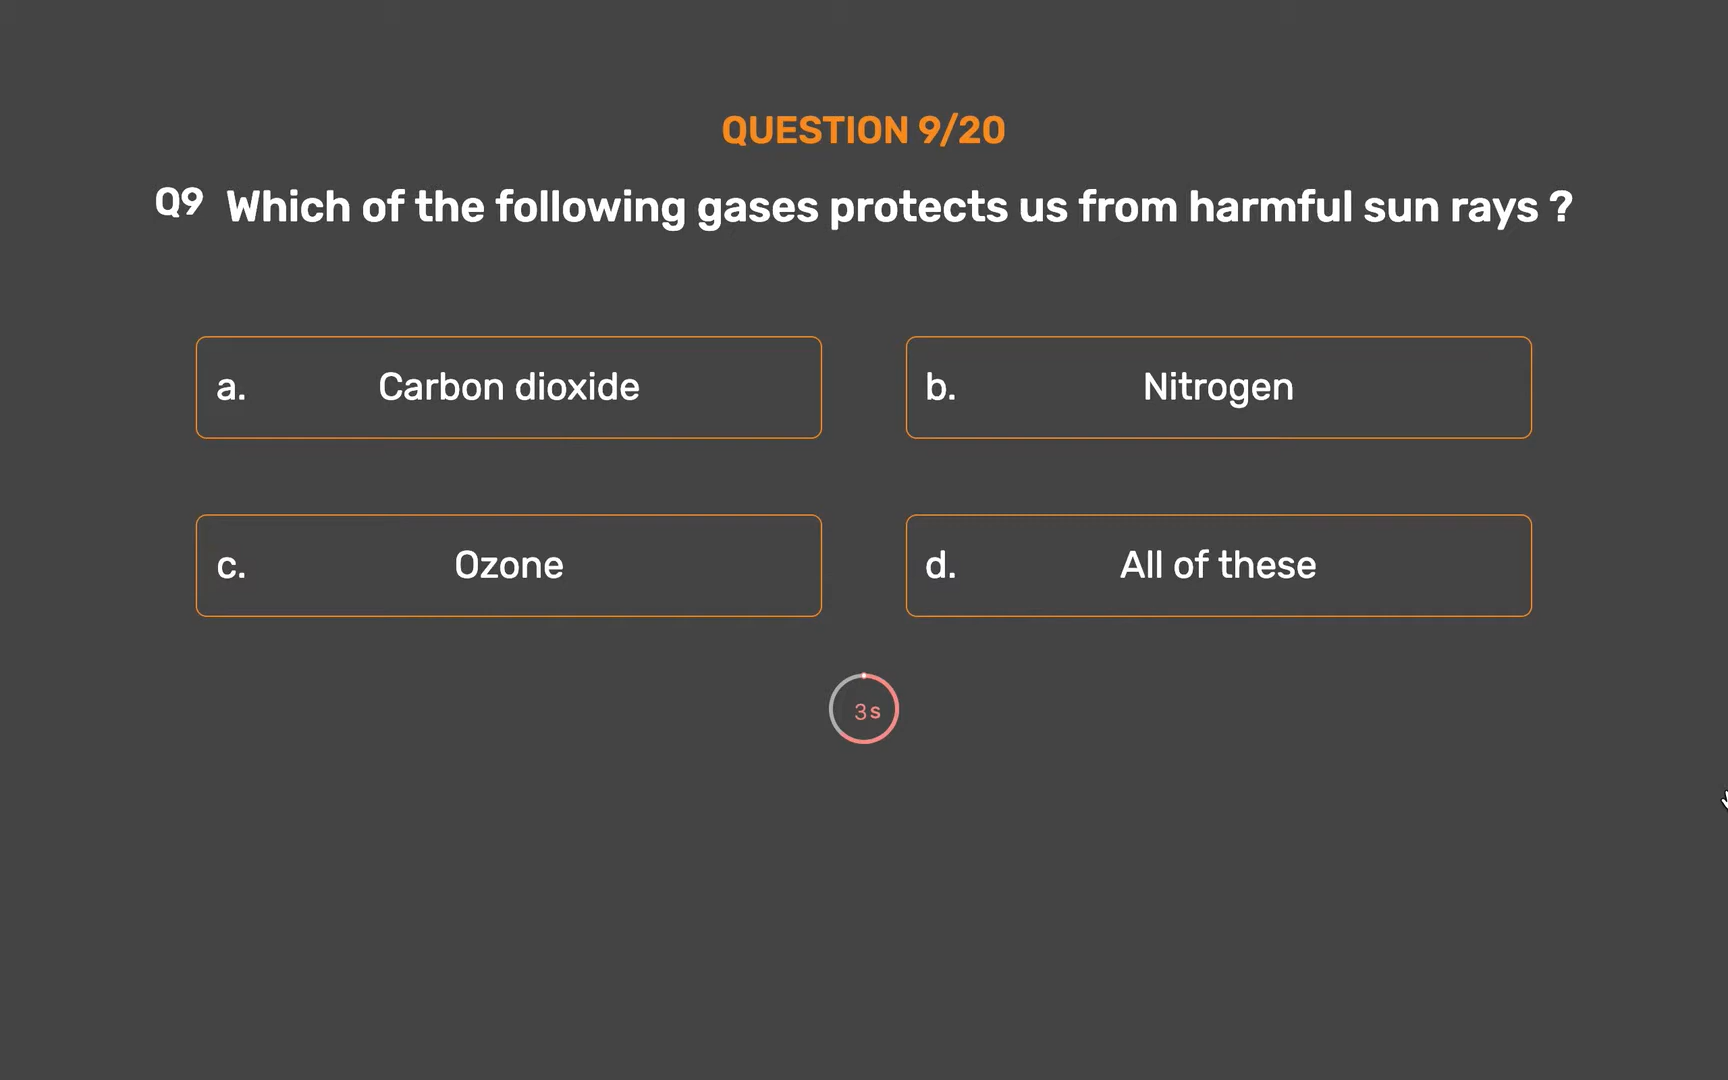 QUESTION 9/20
Q9 Which of the following gases protects us from harmful sun rays ?
a. Carbon dioxide
b. Nitrogen
c. Ozone
d. All of these
3s